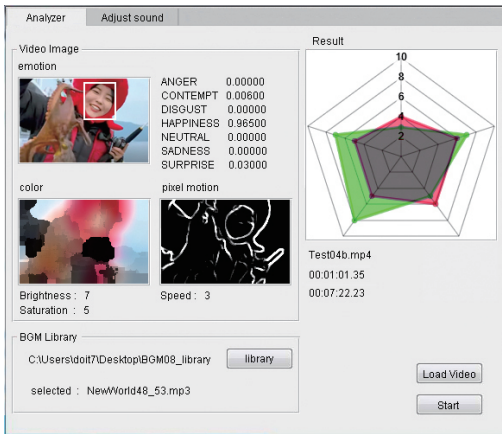 Analyzer
Adjust sound
Video Image
emotion
ANGER 0.00000
CONTEMPT 0.00600
DISGUST 0.00000
HAPPINESS 0.96500
NEUTRAL 0.00000
SADNESS 0.00000
SURPRISE 0.03000
color
pixel motion
Brightness : 7
Speed : 3
Saturation : 5
BGM Library
C:\Users\doit7\Desktop\BGM08_library
library
selected : NewWorld48_53.mp3
Result
10
8
6
4
2
Test04b.mp4
00:01:01.35
00:07:22.23
Load Video
Start